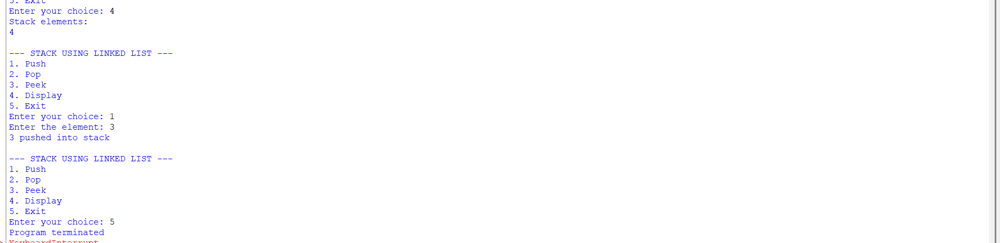 5. Exit
Enter your choice: 4
Stack elements:
4
--- STACK USING LINKED LIST ---
1. Push
2. Pop
3. Peek
4. Display
5. Exit
Enter your choice: 1
Enter the element: 3
3 pushed into stack
--- STACK USING LINKED LIST ---
1. Push
2. Pop
3. Peek
4. Display
5. Exit
Enter your choice: 5
Program terminated
KeyboardInterrupt